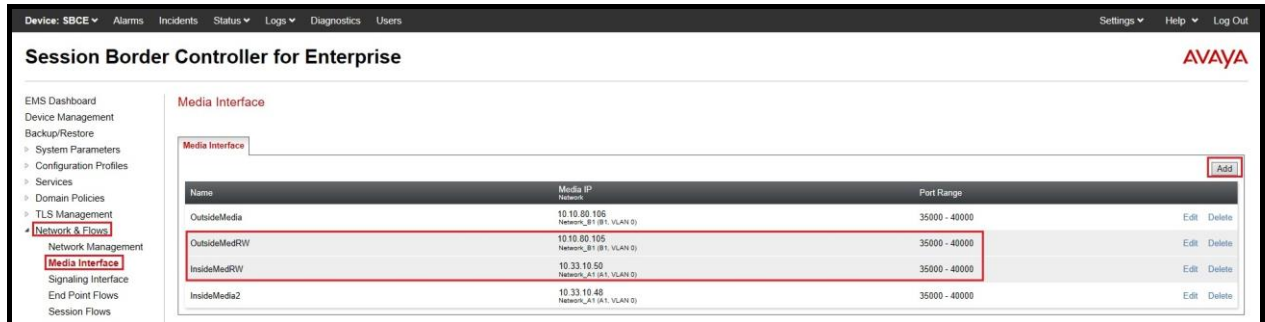 Device: SBCE Alarms Incidents Status Logs Diagnostics Users Settings Help Log Out
Session Border Controller for Enterprise
AVAYA
EMS Dashboard
Device Management
Backup/Restore
System Parameters
Configuration Profiles
Services
Domain Policies
TLS Management
Network & Flows
Network Management
Media Interface
Signaling Interface
End Point Flows
Session Flows
Media Interface
Media Interface
Add
Name Media IP Port Range
Network
OutsideMedia 10.10.80.106 35000 - 40000 Edit Delete
Network_B1 (B1, VLAN 0)
OutsideMedRW 10.10.80.105 35000 - 40000 Edit Delete
Network_B1 (B1, VLAN 0)
InsideMedRW 10.33.10.50 35000 - 40000 Edit Delete
Network_A1 (A1, VLAN 0)
InsideMedia2 10.33.10.48 35000 - 40000 Edit Delete
Network_A1 (A1, VLAN 0)